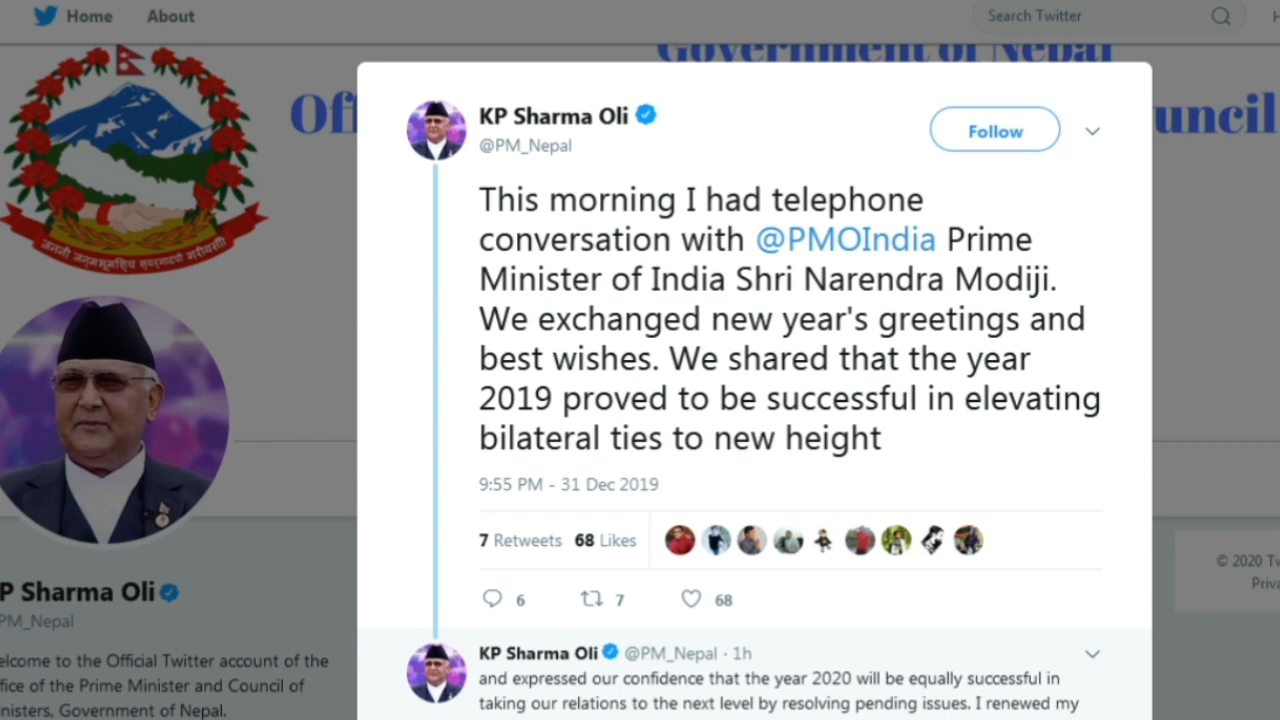 Home About Search Twitter
Government of Nepal
KP Sharma Oli
@PM_Nepal
Follow
This morning I had telephone
conversation with @PMOIndia Prime
Minister of India Shri Narendra Modiji.
We exchanged new year's greetings and
best wishes. We shared that the year
2019 proved to be successful in elevating
bilateral ties to new height
9:55 PM - 31 Dec 2019
7 Retweets 68 Likes
6 7 68
KP Sharma Oli @PM_Nepal · 1h
and expressed our confidence that the year 2020 will be equally successful in
taking our relations to the next level by resolving pending issues. I renewed my
P Sharma Oli
PM_Nepal
elcome to the Official Twitter account of the
fice of the Prime Minister and Council of
inisters, Government of Nepal.
© 2020 Tw
Priva